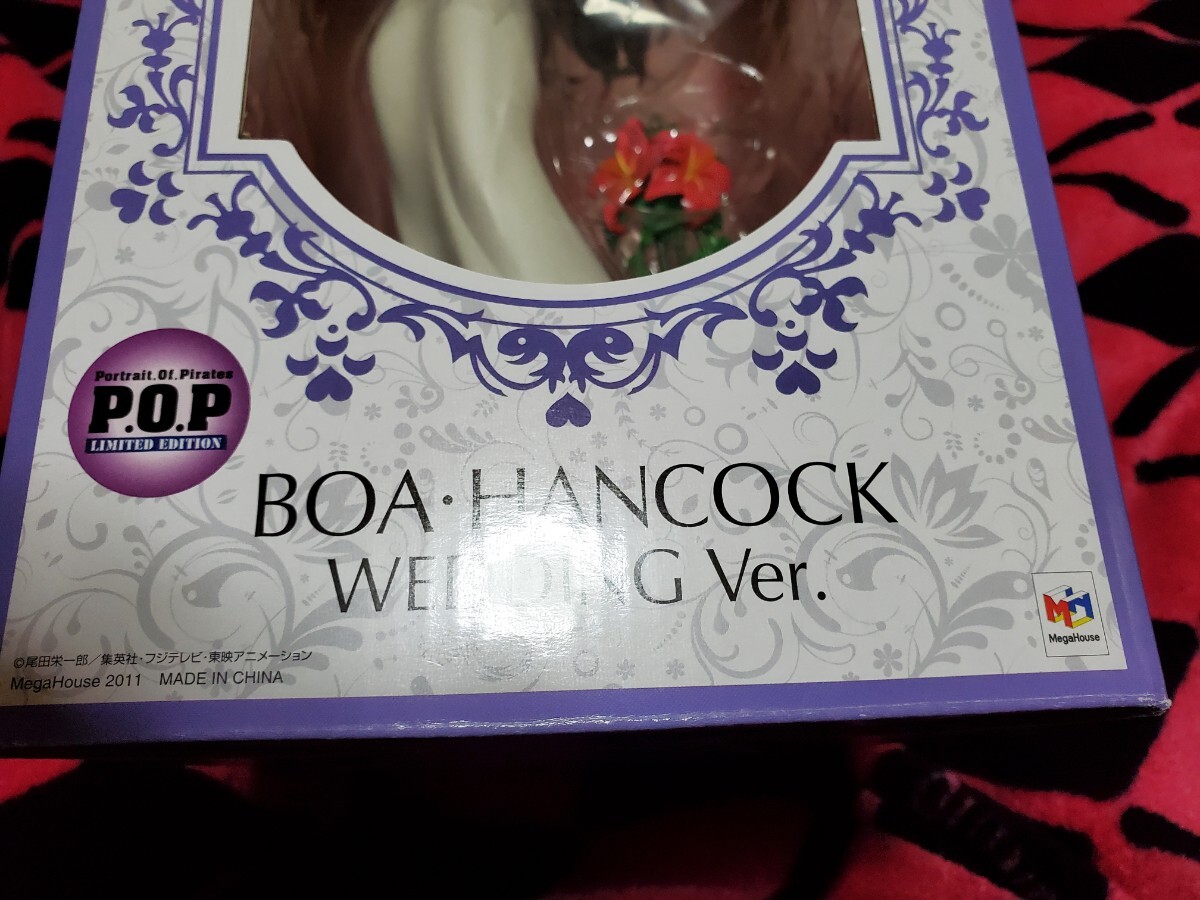 Portrait.Of.Pirates
P.O.P
LIMITED EDITION
BOA・HANCOCK
WEDDING Ver.
MegaHouse
©尾田栄一郎／集英社・フジテレビ・東映アニメーション
MegaHouse 2011 MADE IN CHINA